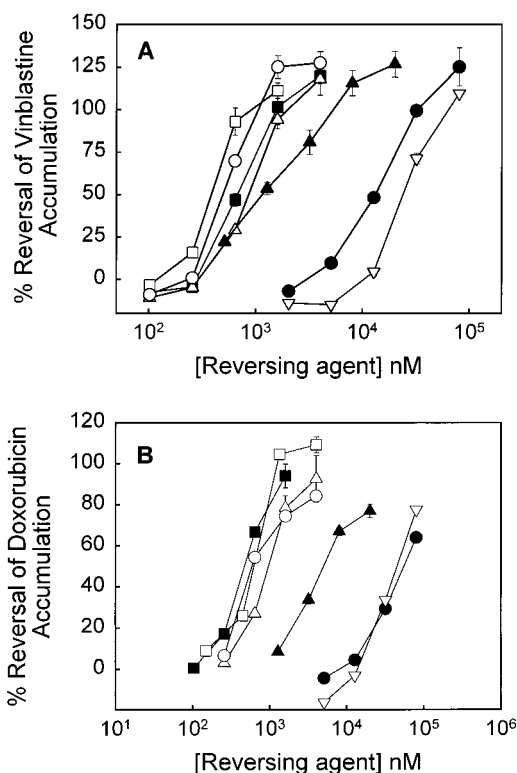 A
150
125
100
75
50
25
0
% Reversal of Vinblastine
Accumulation
10² 10³ 10⁴ 10⁵
[Reversing agent] nM
B
120
100
80
60
40
20
0
% Reversal of Doxorubicin
Accumulation
10¹ 10² 10³ 10⁴ 10⁵ 10⁶
[Reversing agent] nM